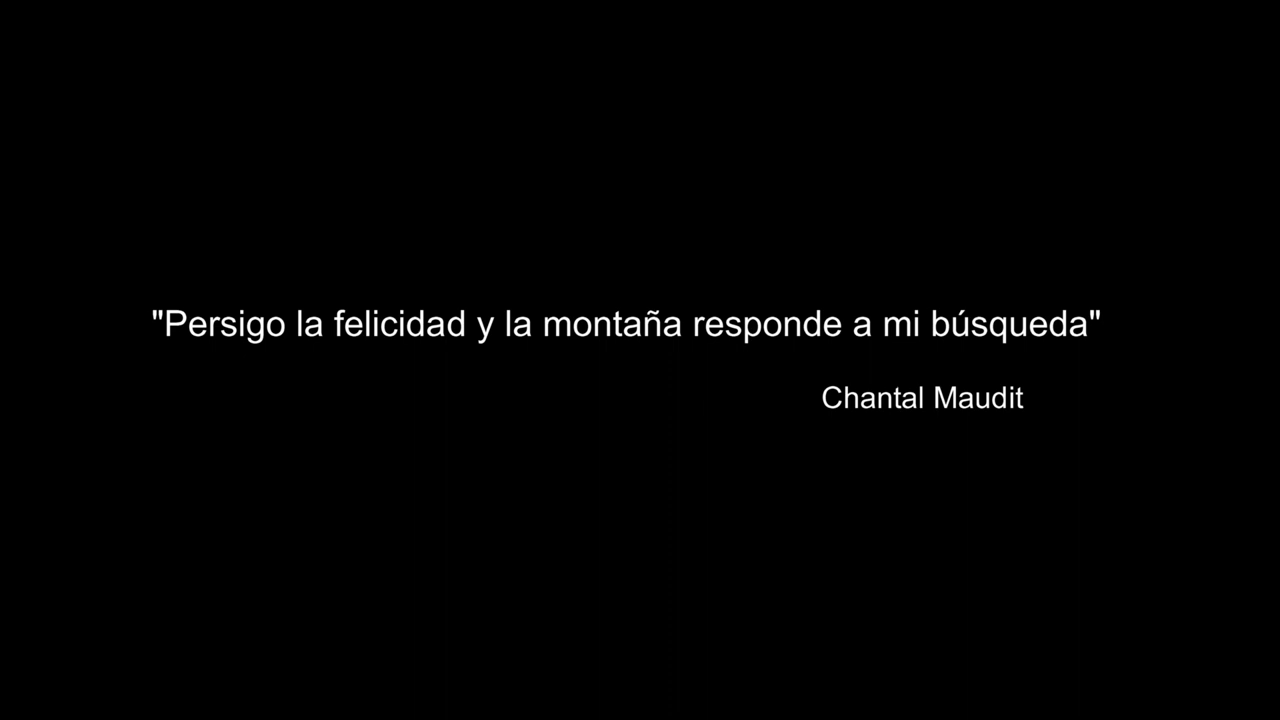 "Persigo la felicidad y la montaña responde a mi búsqueda"
Chantal Maudit